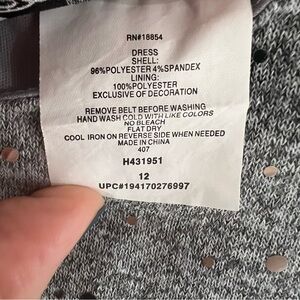 RN#18854
DRESS
SHELL:
96%POLYESTER 4%SPANDEX
LINING:
100%POLYESTER
EXCLUSIVE OF DECORATION
REMOVE BELT BEFORE WASHING
HAND WASH COLD WITH LIKE COLORS
NO BLEACH
FLAT DRY
COOL IRON ON REVERSE SIDE WHEN NEEDED
MADE IN CHINA
407
H431951
12
UPC#194170276997